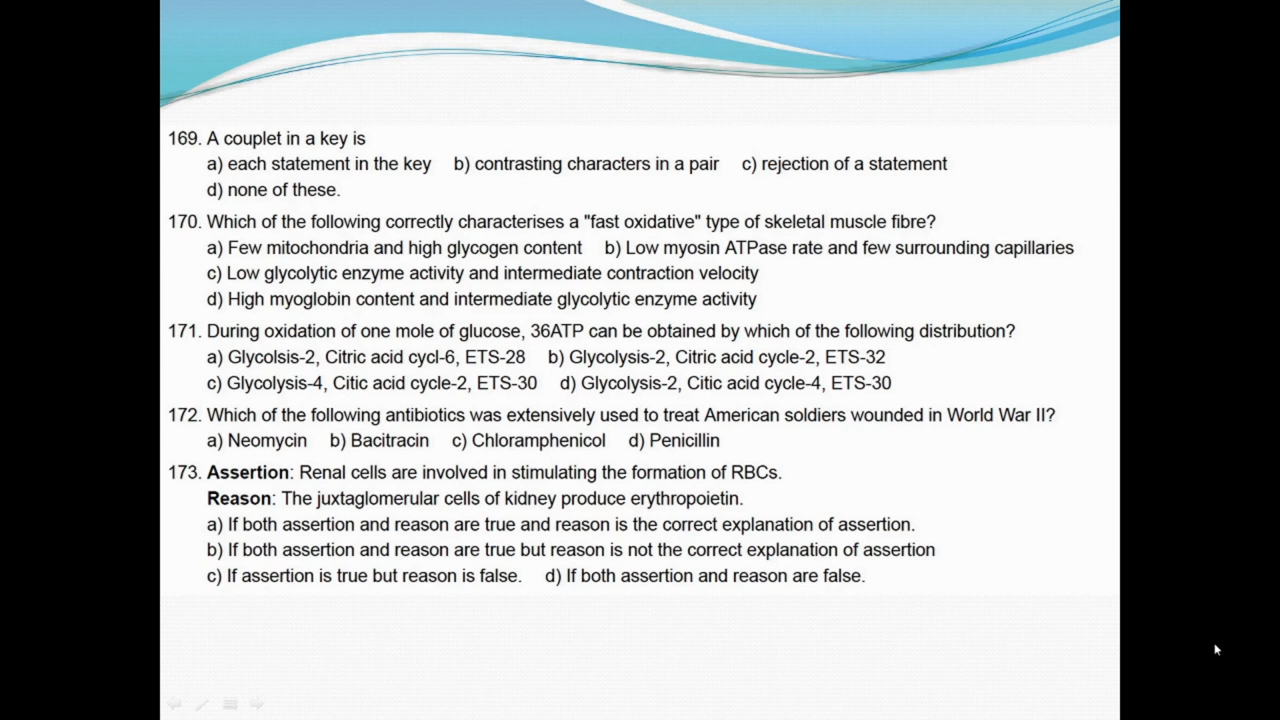 169. A couplet in a key is
a) each statement in the key b) contrasting characters in a pair c) rejection of a statement
d) none of these.
170. Which of the following correctly characterises a "fast oxidative" type of skeletal muscle fibre?
a) Few mitochondria and high glycogen content b) Low myosin ATPase rate and few surrounding capillaries
c) Low glycolytic enzyme activity and intermediate contraction velocity
d) High myoglobin content and intermediate glycolytic enzyme activity
171. During oxidation of one mole of glucose, 36ATP can be obtained by which of the following distribution?
a) Glycolsis-2, Citric acid cycl-6, ETS-28 b) Glycolysis-2, Citric acid cycle-2, ETS-32
c) Glycolysis-4, Citic acid cycle-2, ETS-30 d) Glycolysis-2, Citic acid cycle-4, ETS-30
172. Which of the following antibiotics was extensively used to treat American soldiers wounded in World War II?
a) Neomycin b) Bacitracin c) Chloramphenicol d) Penicillin
173. Assertion: Renal cells are involved in stimulating the formation of RBCs.
Reason: The juxtaglomerular cells of kidney produce erythropoietin.
a) If both assertion and reason are true and reason is the correct explanation of assertion.
b) If both assertion and reason are true but reason is not the correct explanation of assertion
c) If assertion is true but reason is false. d) If both assertion and reason are false.